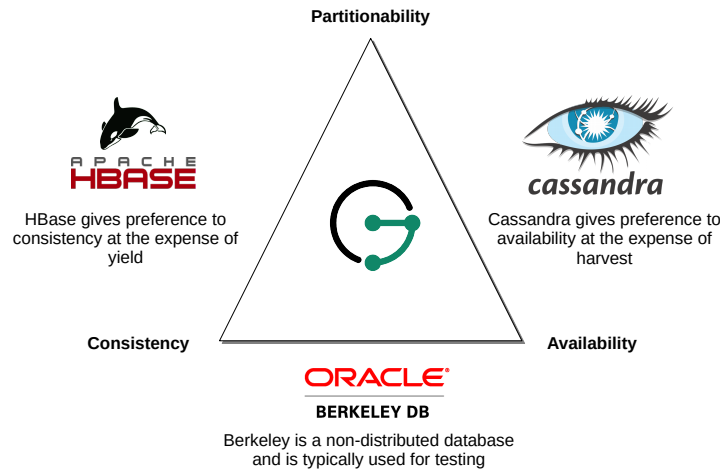 Partitionability
APACHE
HBASE
HBase gives preference to
consistency at the expense of
yield
cassandra
Cassandra gives preference to
availability at the expense of
harvest
Consistency
Availability
ORACLE®
BERKELEY DB
Berkeley is a non-distributed database
and is typically used for testing